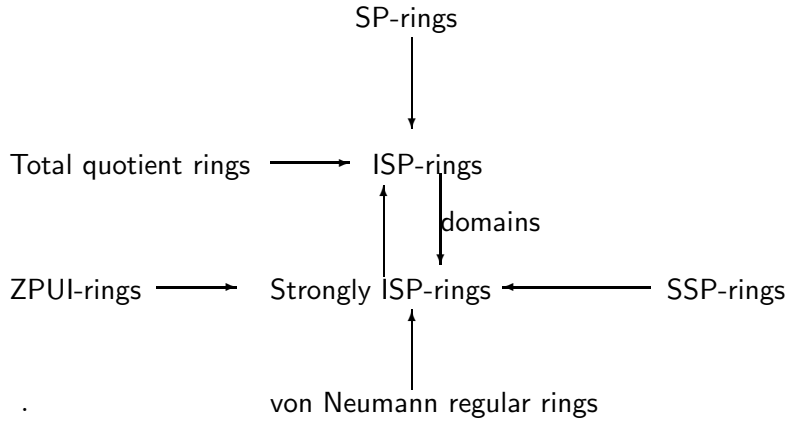 SP-rings
Total quotient rings ISP-rings
domains
ZPUI-rings Strongly ISP-rings SSP-rings
. von Neumann regular rings